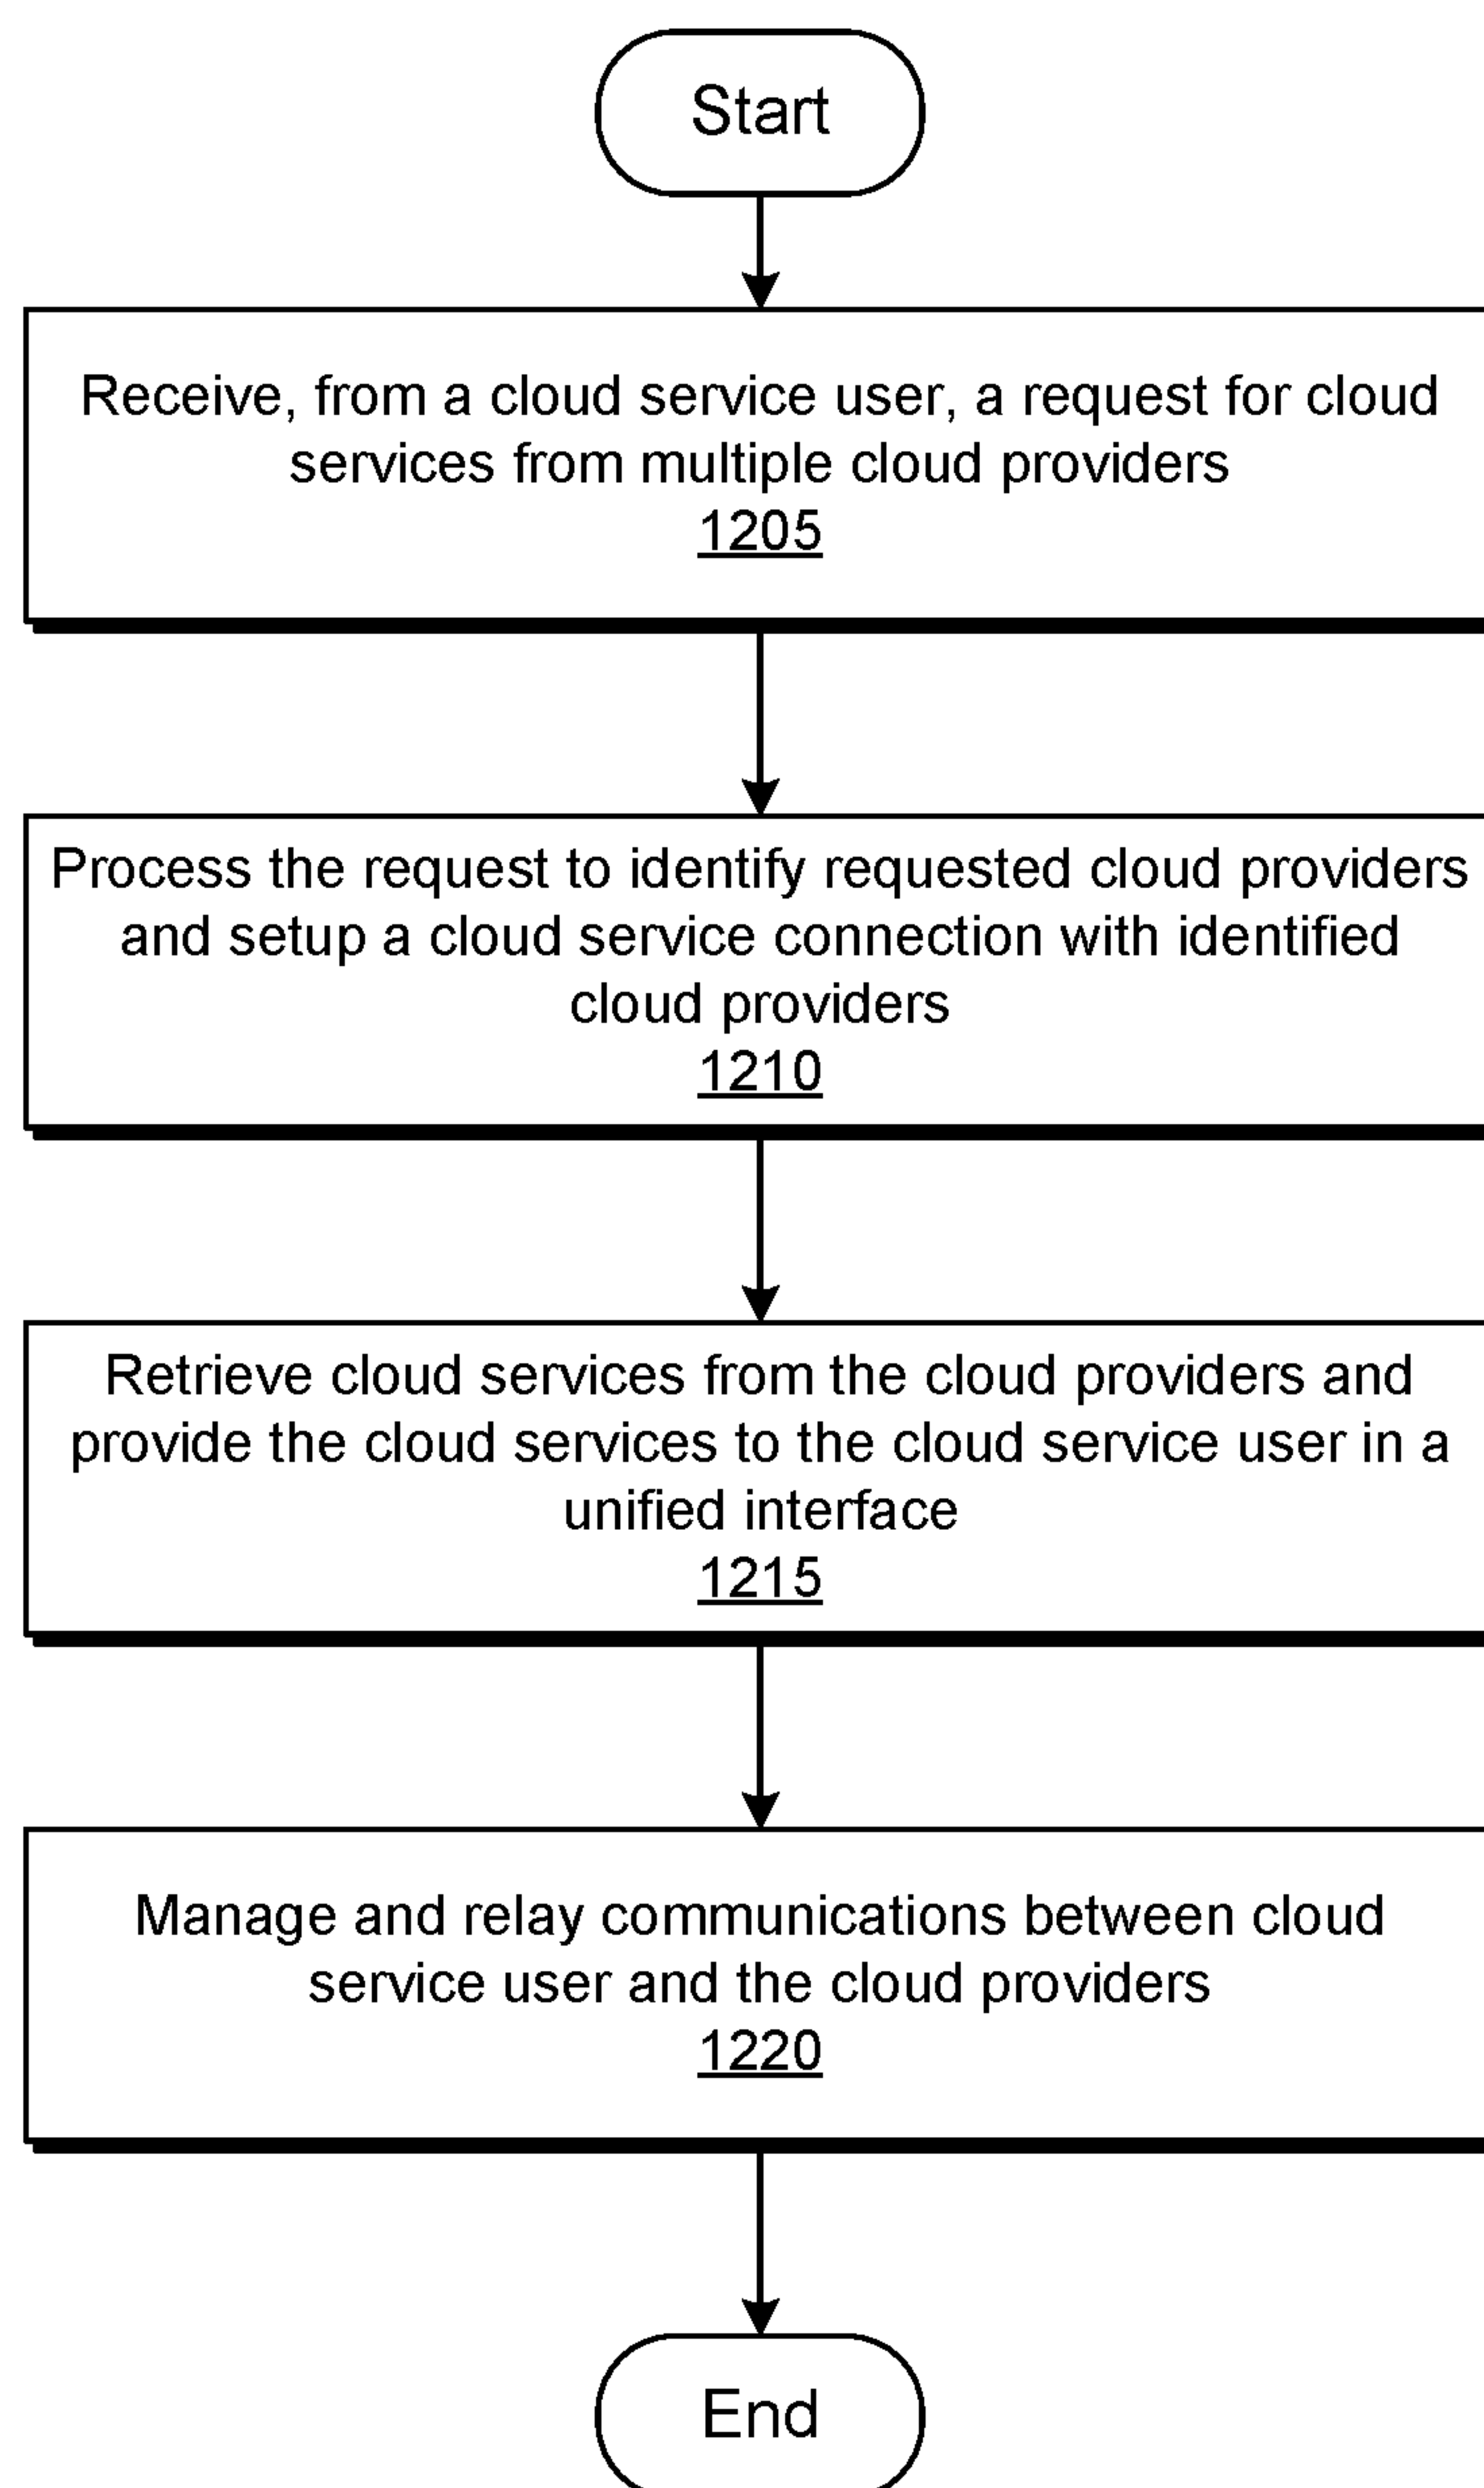 Start
Receive, from a cloud service user, a request for cloud
services from multiple cloud providers
1205
Process the request to identify requested cloud providers
and setup a cloud service connection with identified
cloud providers
1210
Retrieve cloud services from the cloud providers and
provide the cloud services to the cloud service user in a
unified interface
1215
Manage and relay communications between cloud
service user and the cloud providers
1220
End